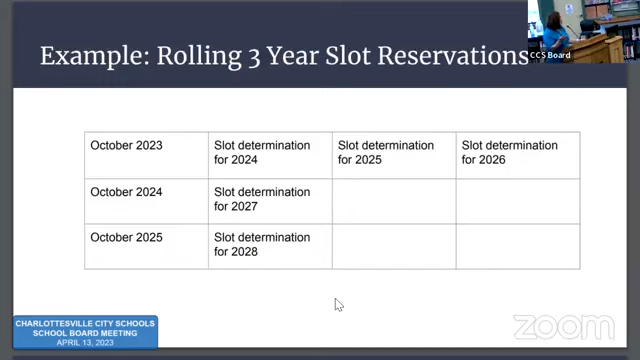 Example: Rolling 3 Year Slot Reservations
CCS Board
October 2023
Slot determination
for 2024
Slot determination
for 2025
Slot determination
for 2026
October 2024
Slot determination
for 2027
October 2025
Slot determination
for 2028
CHARLOTTESVILLE CITY SCHOOLS
SCHOOL BOARD MEETING
APRIL 13, 2023
zoom